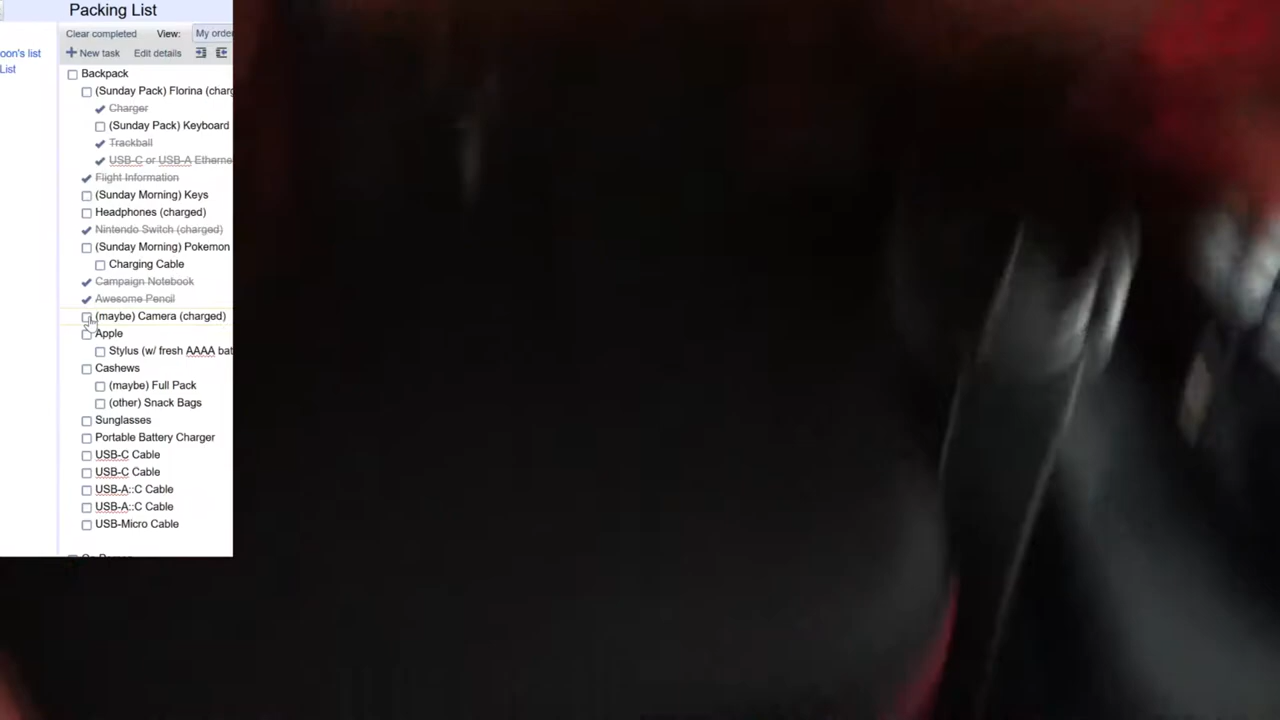 Packing List
Clear completed View: My orde
oon's list
New task Edit details
List
Backpack
(Sunday Pack) Florina (charg
Charger
(Sunday Pack) Keyboard
Trackball
USB-C or USB-A Etherne
Flight Information
(Sunday Morning) Keys
Headphones (charged)
Nintendo Switch (charged)
(Sunday Morning) Pokemon
Charging Cable
Campaign Notebook
Awesome Pencil
(maybe) Camera (charged)
Apple
Stylus (w/ fresh AAAA bat
Cashews
(maybe) Full Pack
(other) Snack Bags
Sunglasses
Portable Battery Charger
USB-C Cable
USB-C Cable
USB-A::C Cable
USB-A::C Cable
USB-Micro Cable